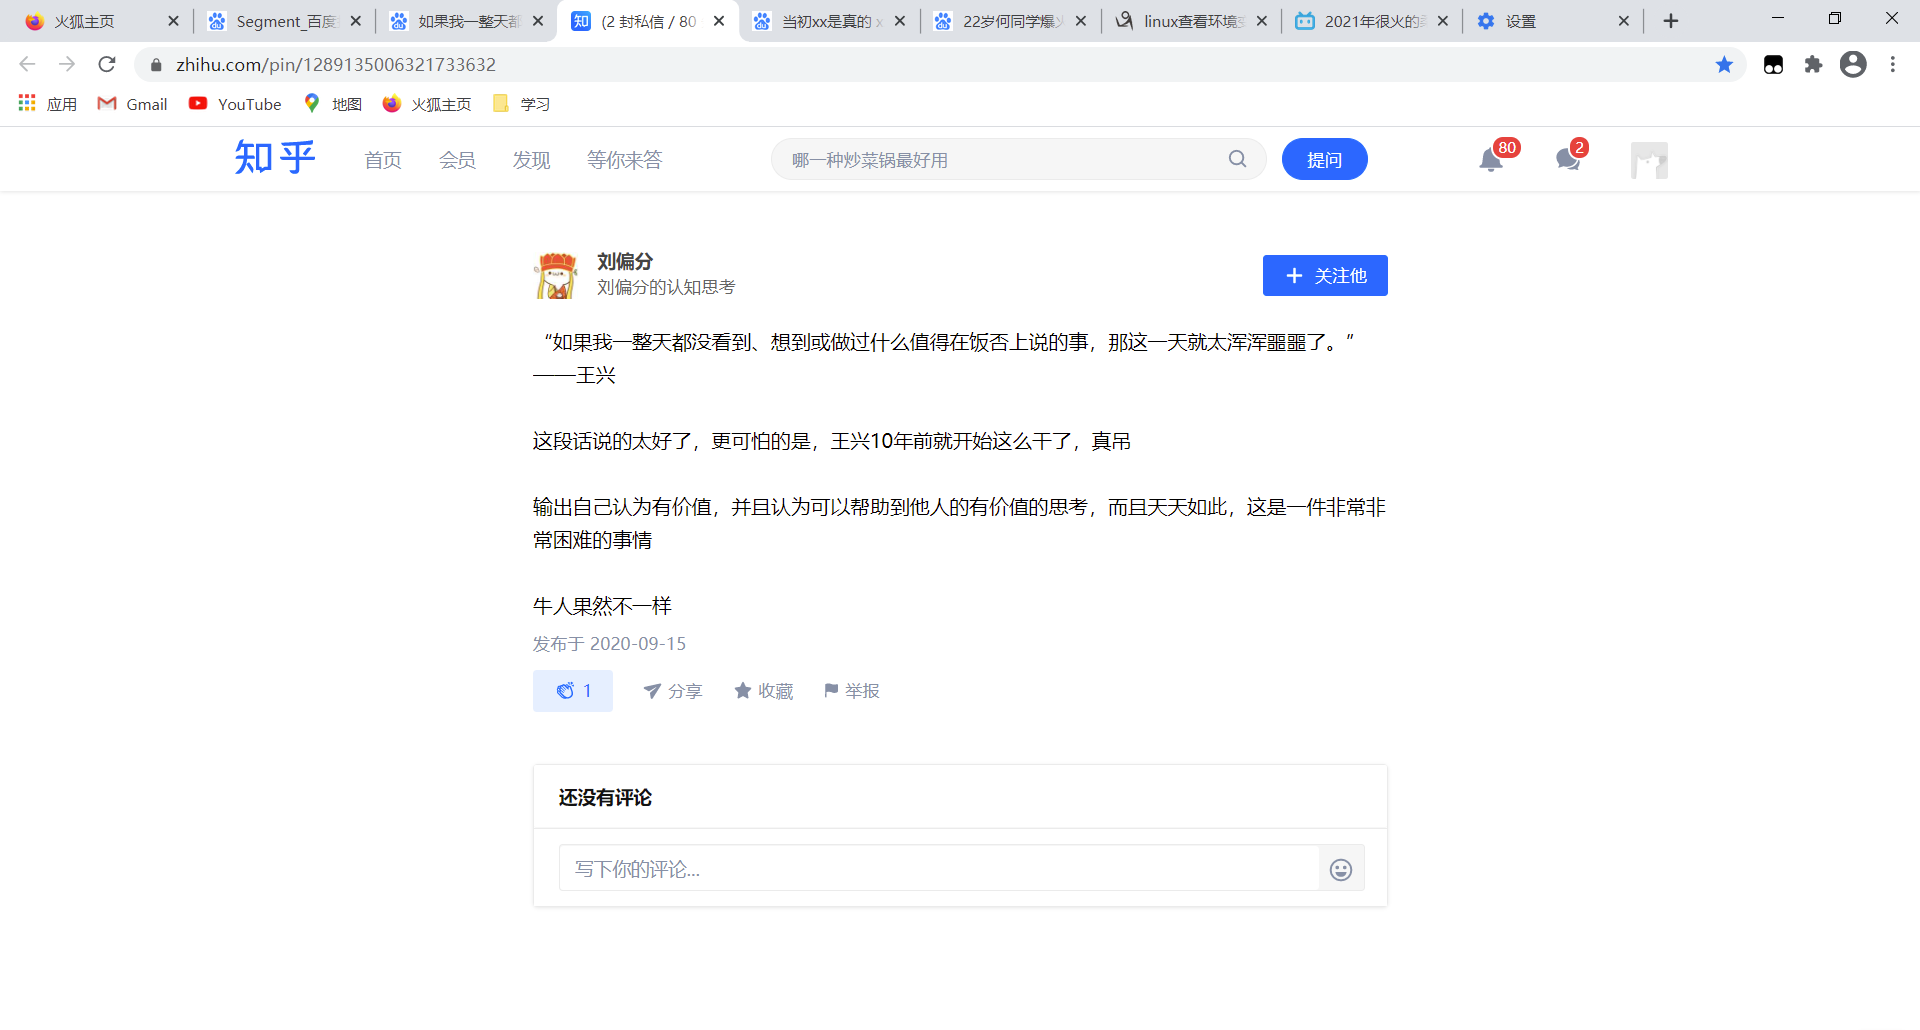 火狐主页
Segment_百度
如果我一整天都
(2 封私信 / 80
当初xx是真的 x
22岁何同学爆
linux查看环境
2021年很火的
设置
zhihu.com/pin/1289135006321733632
应用
Gmail
YouTube
地图
火狐主页
学习
知乎
首页
会员
发现
等你来答
哪一种炒菜锅最好用
提问
80
2
刘偏分
刘偏分的认知思考
关注他
“如果我一整天都没看到、想到或做过什么值得在饭否上说的事，那这一天就太浑浑噩噩了。”
——王兴
这段话说的太好了，更可怕的是，王兴10年前就开始这么干了，真吊
输出自己认为有价值，并且认为可以帮助到他人的有价值的思考，而且天天如此，这是一件非常非
常困难的事情
牛人果然不一样
发布于 2020-09-15
1
分享
收藏
举报
还没有评论
写下你的评论...